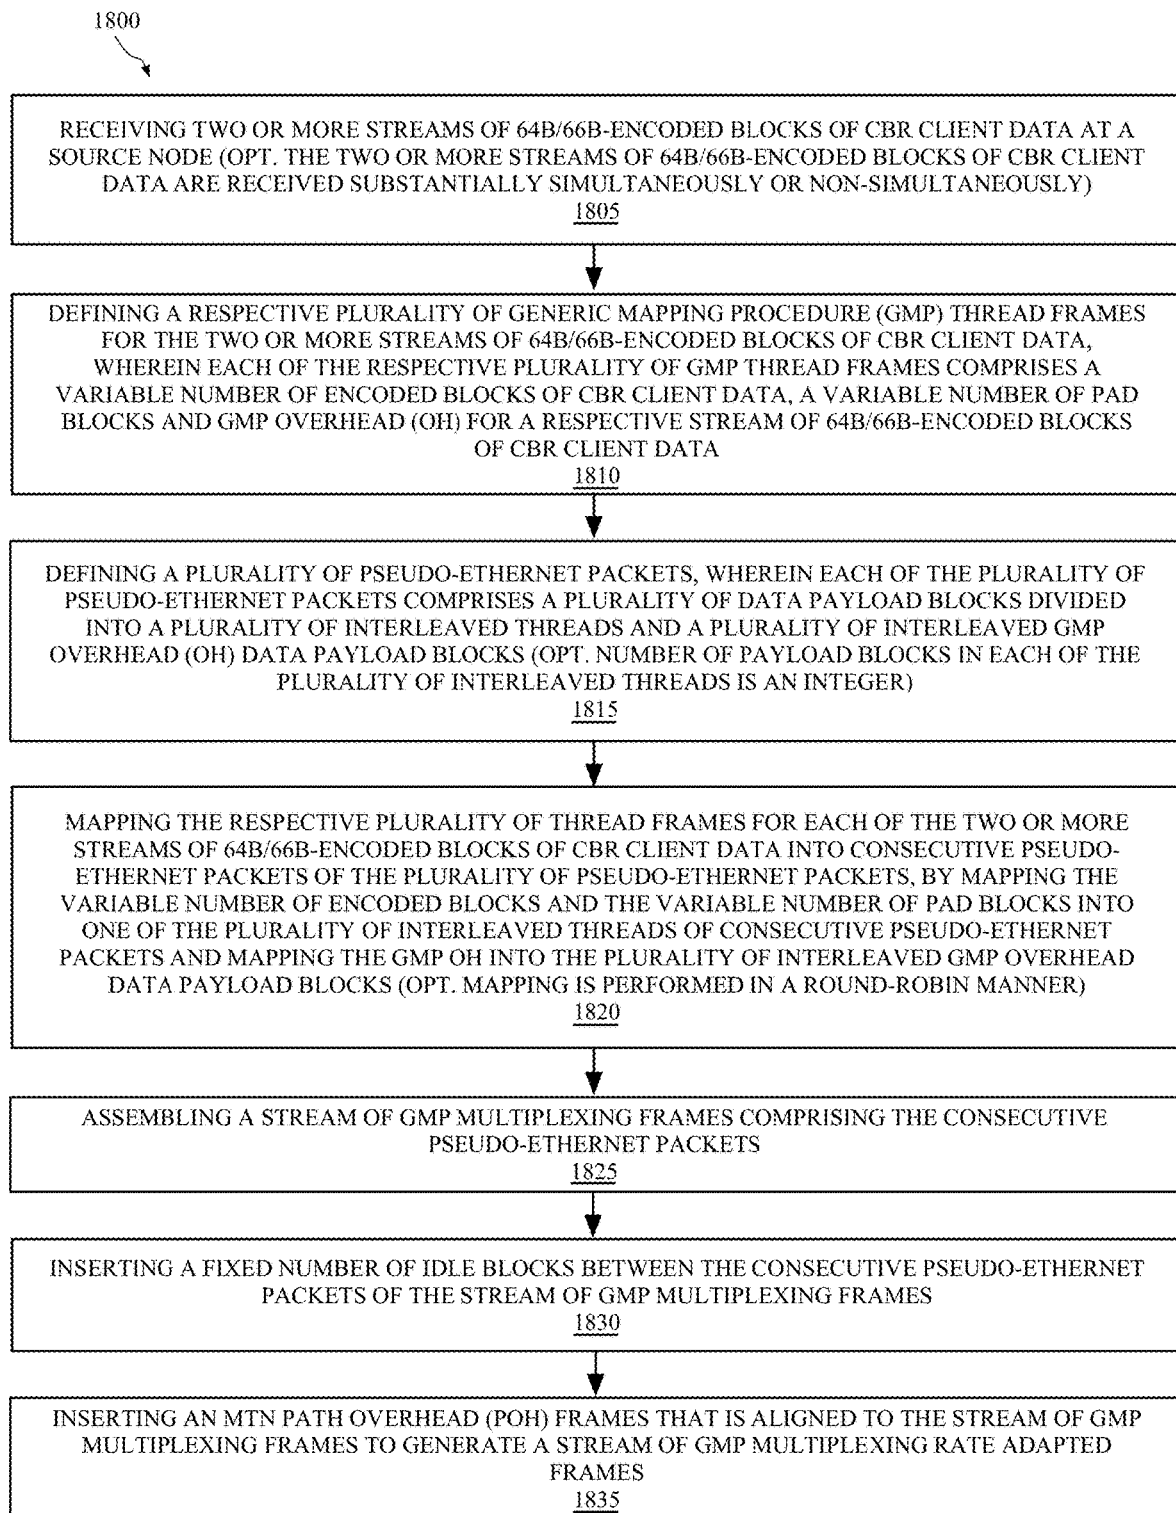 1800
RECEIVING TWO OR MORE STREAMS OF 64B/66B-ENCODED BLOCKS OF CBR CLIENT DATA AT A
SOURCE NODE (OPT. THE TWO OR MORE STREAMS OF 64B/66B-ENCODED BLOCKS OF CBR CLIENT
DATA ARE RECEIVED SUBSTANTIALLY SIMULTANEOUSLY OR NON-SIMULTANEOUSLY)
1805
DEFINING A RESPECTIVE PLURALITY OF GENERIC MAPPING PROCEDURE (GMP) THREAD FRAMES
FOR THE TWO OR MORE STREAMS OF 64B/66B-ENCODED BLOCKS OF CBR CLIENT DATA,
WHEREIN EACH OF THE RESPECTIVE PLURALITY OF GMP THREAD FRAMES COMPRISES A
VARIABLE NUMBER OF ENCODED BLOCKS OF CBR CLIENT DATA, A VARIABLE NUMBER OF PAD
BLOCKS AND GMP OVERHEAD (OH) FOR A RESPECTIVE STREAM OF 64B/66B-ENCODED BLOCKS
OF CBR CLIENT DATA
1810
DEFINING A PLURALITY OF PSEUDO-ETHERNET PACKETS, WHEREIN EACH OF THE PLURALITY OF
PSEUDO-ETHERNET PACKETS COMPRISES A PLURALITY OF DATA PAYLOAD BLOCKS DIVIDED
INTO A PLURALITY OF INTERLEAVED THREADS AND A PLURALITY OF INTERLEAVED GMP
OVERHEAD (OH) DATA PAYLOAD BLOCKS (OPT. NUMBER OF PAYLOAD BLOCKS IN EACH OF THE
PLURALITY OF INTERLEAVED THREADS IS AN INTEGER)
1815
MAPPING THE RESPECTIVE PLURALITY OF THREAD FRAMES FOR EACH OF THE TWO OR MORE
STREAMS OF 64B/66B-ENCODED BLOCKS OF CBR CLIENT DATA INTO CONSECUTIVE PSEUDO-
ETHERNET PACKETS OF THE PLURALITY OF PSEUDO-ETHERNET PACKETS, BY MAPPING THE
VARIABLE NUMBER OF ENCODED BLOCKS AND THE VARIABLE NUMBER OF PAD BLOCKS INTO
ONE OF THE PLURALITY OF INTERLEAVED THREADS OF CONSECUTIVE PSEUDO-ETHERNET
PACKETS AND MAPPING THE GMP OH INTO THE PLURALITY OF INTERLEAVED GMP OVERHEAD
DATA PAYLOAD BLOCKS (OPT. MAPPING IS PERFORMED IN A ROUND-ROBIN MANNER)
1820
ASSEMBLING A STREAM OF GMP MULTIPLEXING FRAMES COMPRISING THE CONSECUTIVE
PSEUDO-ETHERNET PACKETS
1825
INSERTING A FIXED NUMBER OF IDLE BLOCKS BETWEEN THE CONSECUTIVE PSEUDO-ETHERNET
PACKETS OF THE STREAM OF GMP MULTIPLEXING FRAMES
1830
INSERTING AN MTN PATH OVERHEAD (POH) FRAMES THAT IS ALIGNED TO THE STREAM OF GMP
MULTIPLEXING FRAMES TO GENERATE A STREAM OF GMP MULTIPLEXING RATE ADAPTED
FRAMES
1835